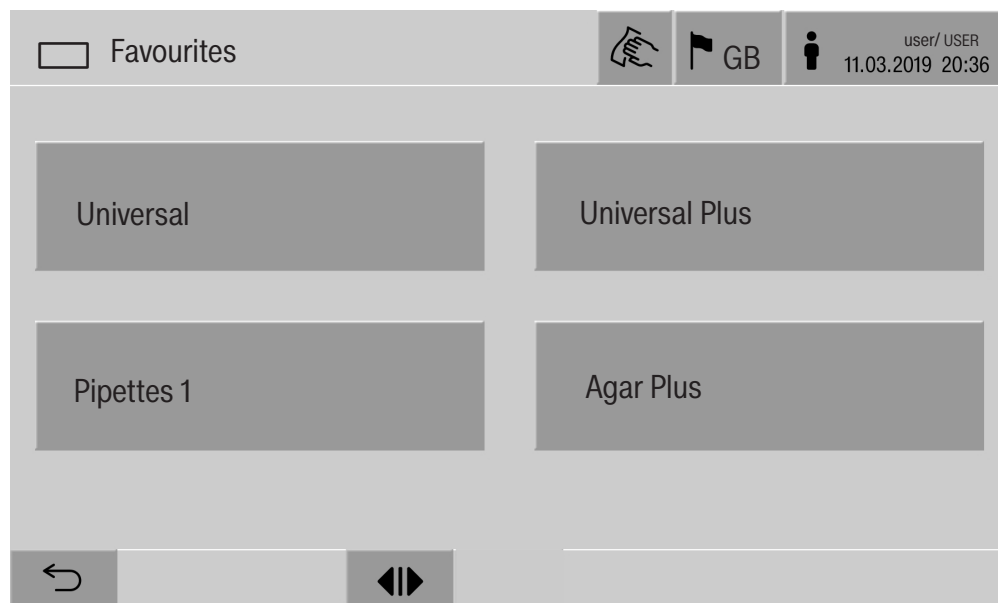 Favourites
GB
user/ USER
11.03.2019 20:36
Universal
Universal Plus
Pipettes 1
Agar Plus